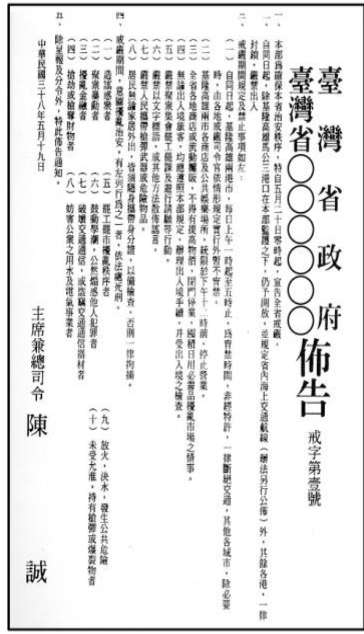 臺灣省政府
臺灣省○○○○○○
佈告
戒字第壹號
一、本部為確保本省治安秩序,特自五月二十日零時起,宣告全省戒嚴。
二、自同日起,除基隆高雄馬公三港口在本部監護之下,仍予開放,並規定省內海上交通航線(辦法另行公佈)外,其餘各港,一律
封鎖,嚴禁出入。
三、戒嚴期間規定及禁止事項如左:
(一)自同日起,基隆高雄兩港市,每日上午一時起至五時止,為宵禁時間,非經特許,一律斷絕交通,其他各城市,除必要
時,由各地戒嚴司令官依情形規定實行外暫不宵禁。
(二)基隆高雄兩市各商店及公共娛樂場所,統限於下午十二時前,停止營業。
(三)全省各地商店或流動攤販,不得有抬高物價,閉門停業,囤積日用必需品擾亂市場之情事。
(四)無論出入境旅客,均應遵照本部規定,辦理出入境手續,并受出入境之檢查。
(五)嚴禁聚眾集會罷工罷課及遊行請願等行動。
(六)嚴禁以文字標語,或其他方法散佈謠言。
(七)嚴禁人民攜帶槍彈武器或危險物品。
(八)居民無論家居外出,皆須隨身攜帶身分證,以備檢查,否則一律拘捕。
四、戒嚴期間,意圖擾亂治安,有左列行為之一者,依法處死刑。
(一)造謠惑眾者
(二)聚眾暴動者
(三)擾亂金融者
(四)搶劫或搶奪財物者
(五)罷工罷市擾亂秩序者
(六)鼓動學潮,公然煽惑他人犯罪者
(七)破壞交通通信,或盜竊交通通信器材者
(八)妨害公眾之用水及電氣事業者
(九)放火,決水,發生公共危險
(十)未受允准,持有槍彈或爆裂物者
五、除呈報及分令外,特此佈告通知。
中華民國三十八年五月十九日
主席兼總司令 陳 誠